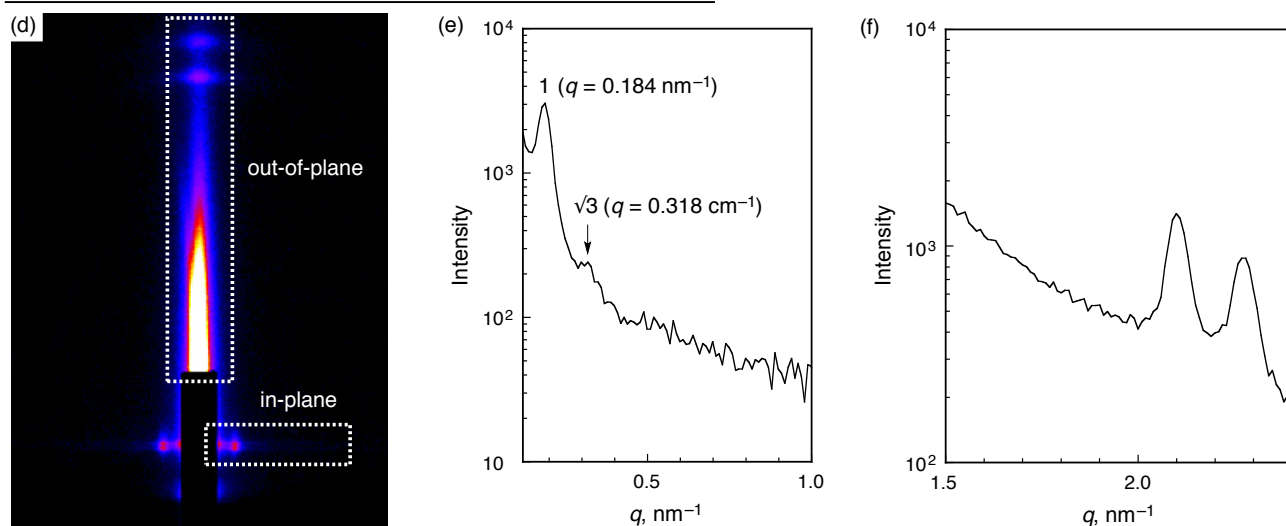 (d)
out-of-plane
in-plane
(e)
10⁴
1 (q = 0.184 nm⁻¹)
10³
√3 (q = 0.318 cm⁻¹)
Intensity
10²
10
0.5
1.0
q, nm⁻¹
(f)
10⁴
Intensity
10³
10²
1.5
2.0
q, nm⁻¹